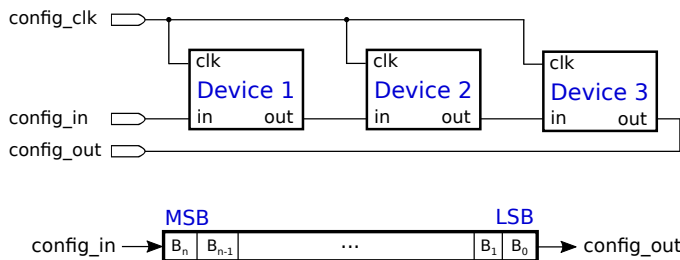 config_clk
clk clk clk
Device 1 Device 2 Device 3
config_in in out in out in out
config_out
MSB LSB
config_in Bn Bn-1 ... B1 B0 config_out